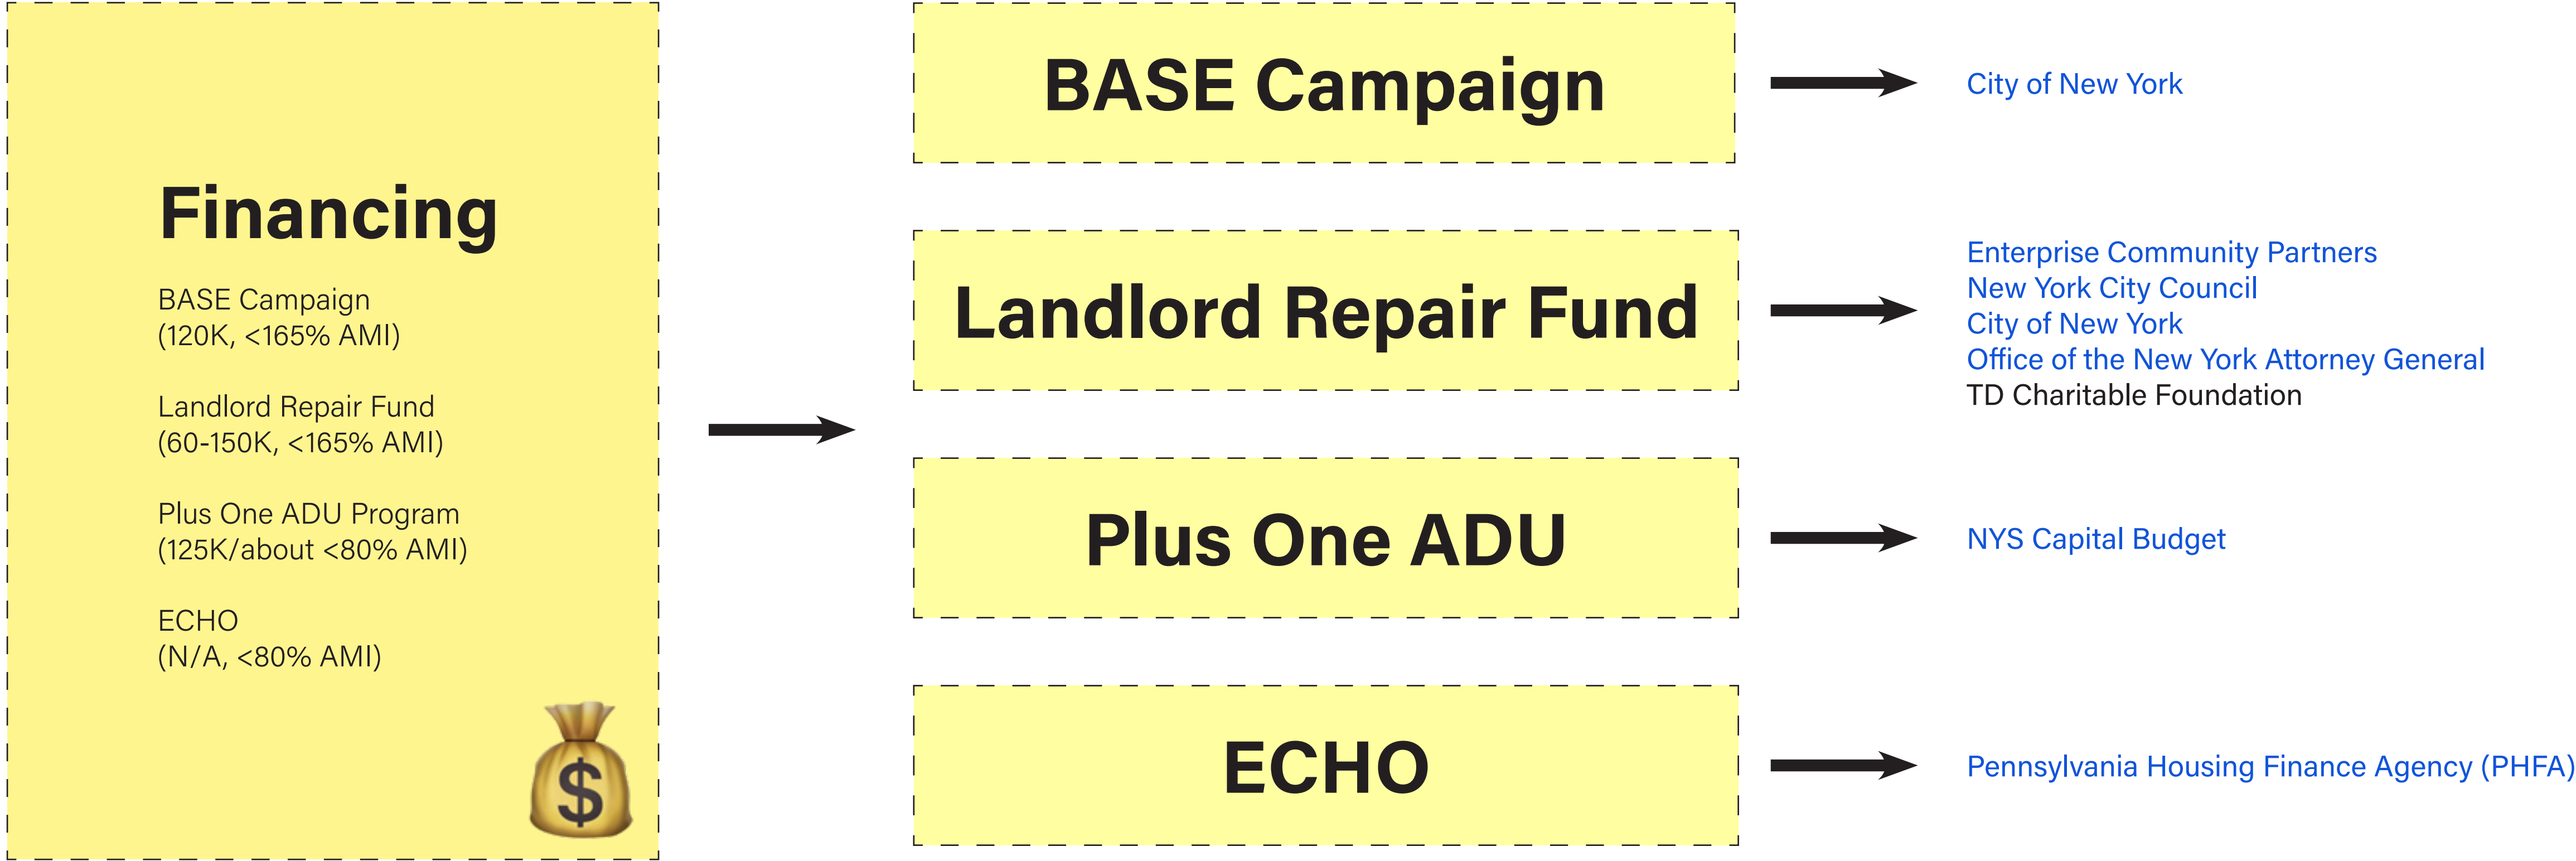 Financing
BASE Campaign
(120K, <165% AMI)
Landlord Repair Fund
(60-150K, <165% AMI)
Plus One ADU Program
(125K/about <80% AMI)
ECHO
(N/A, <80% AMI)
$
BASE Campaign
City of New York
Landlord Repair Fund
Enterprise Community Partners
New York City Council
City of New York
Office of the New York Attorney General
TD Charitable Foundation
Plus One ADU
NYS Capital Budget
ECHO
Pennsylvania Housing Finance Agency (PHFA)